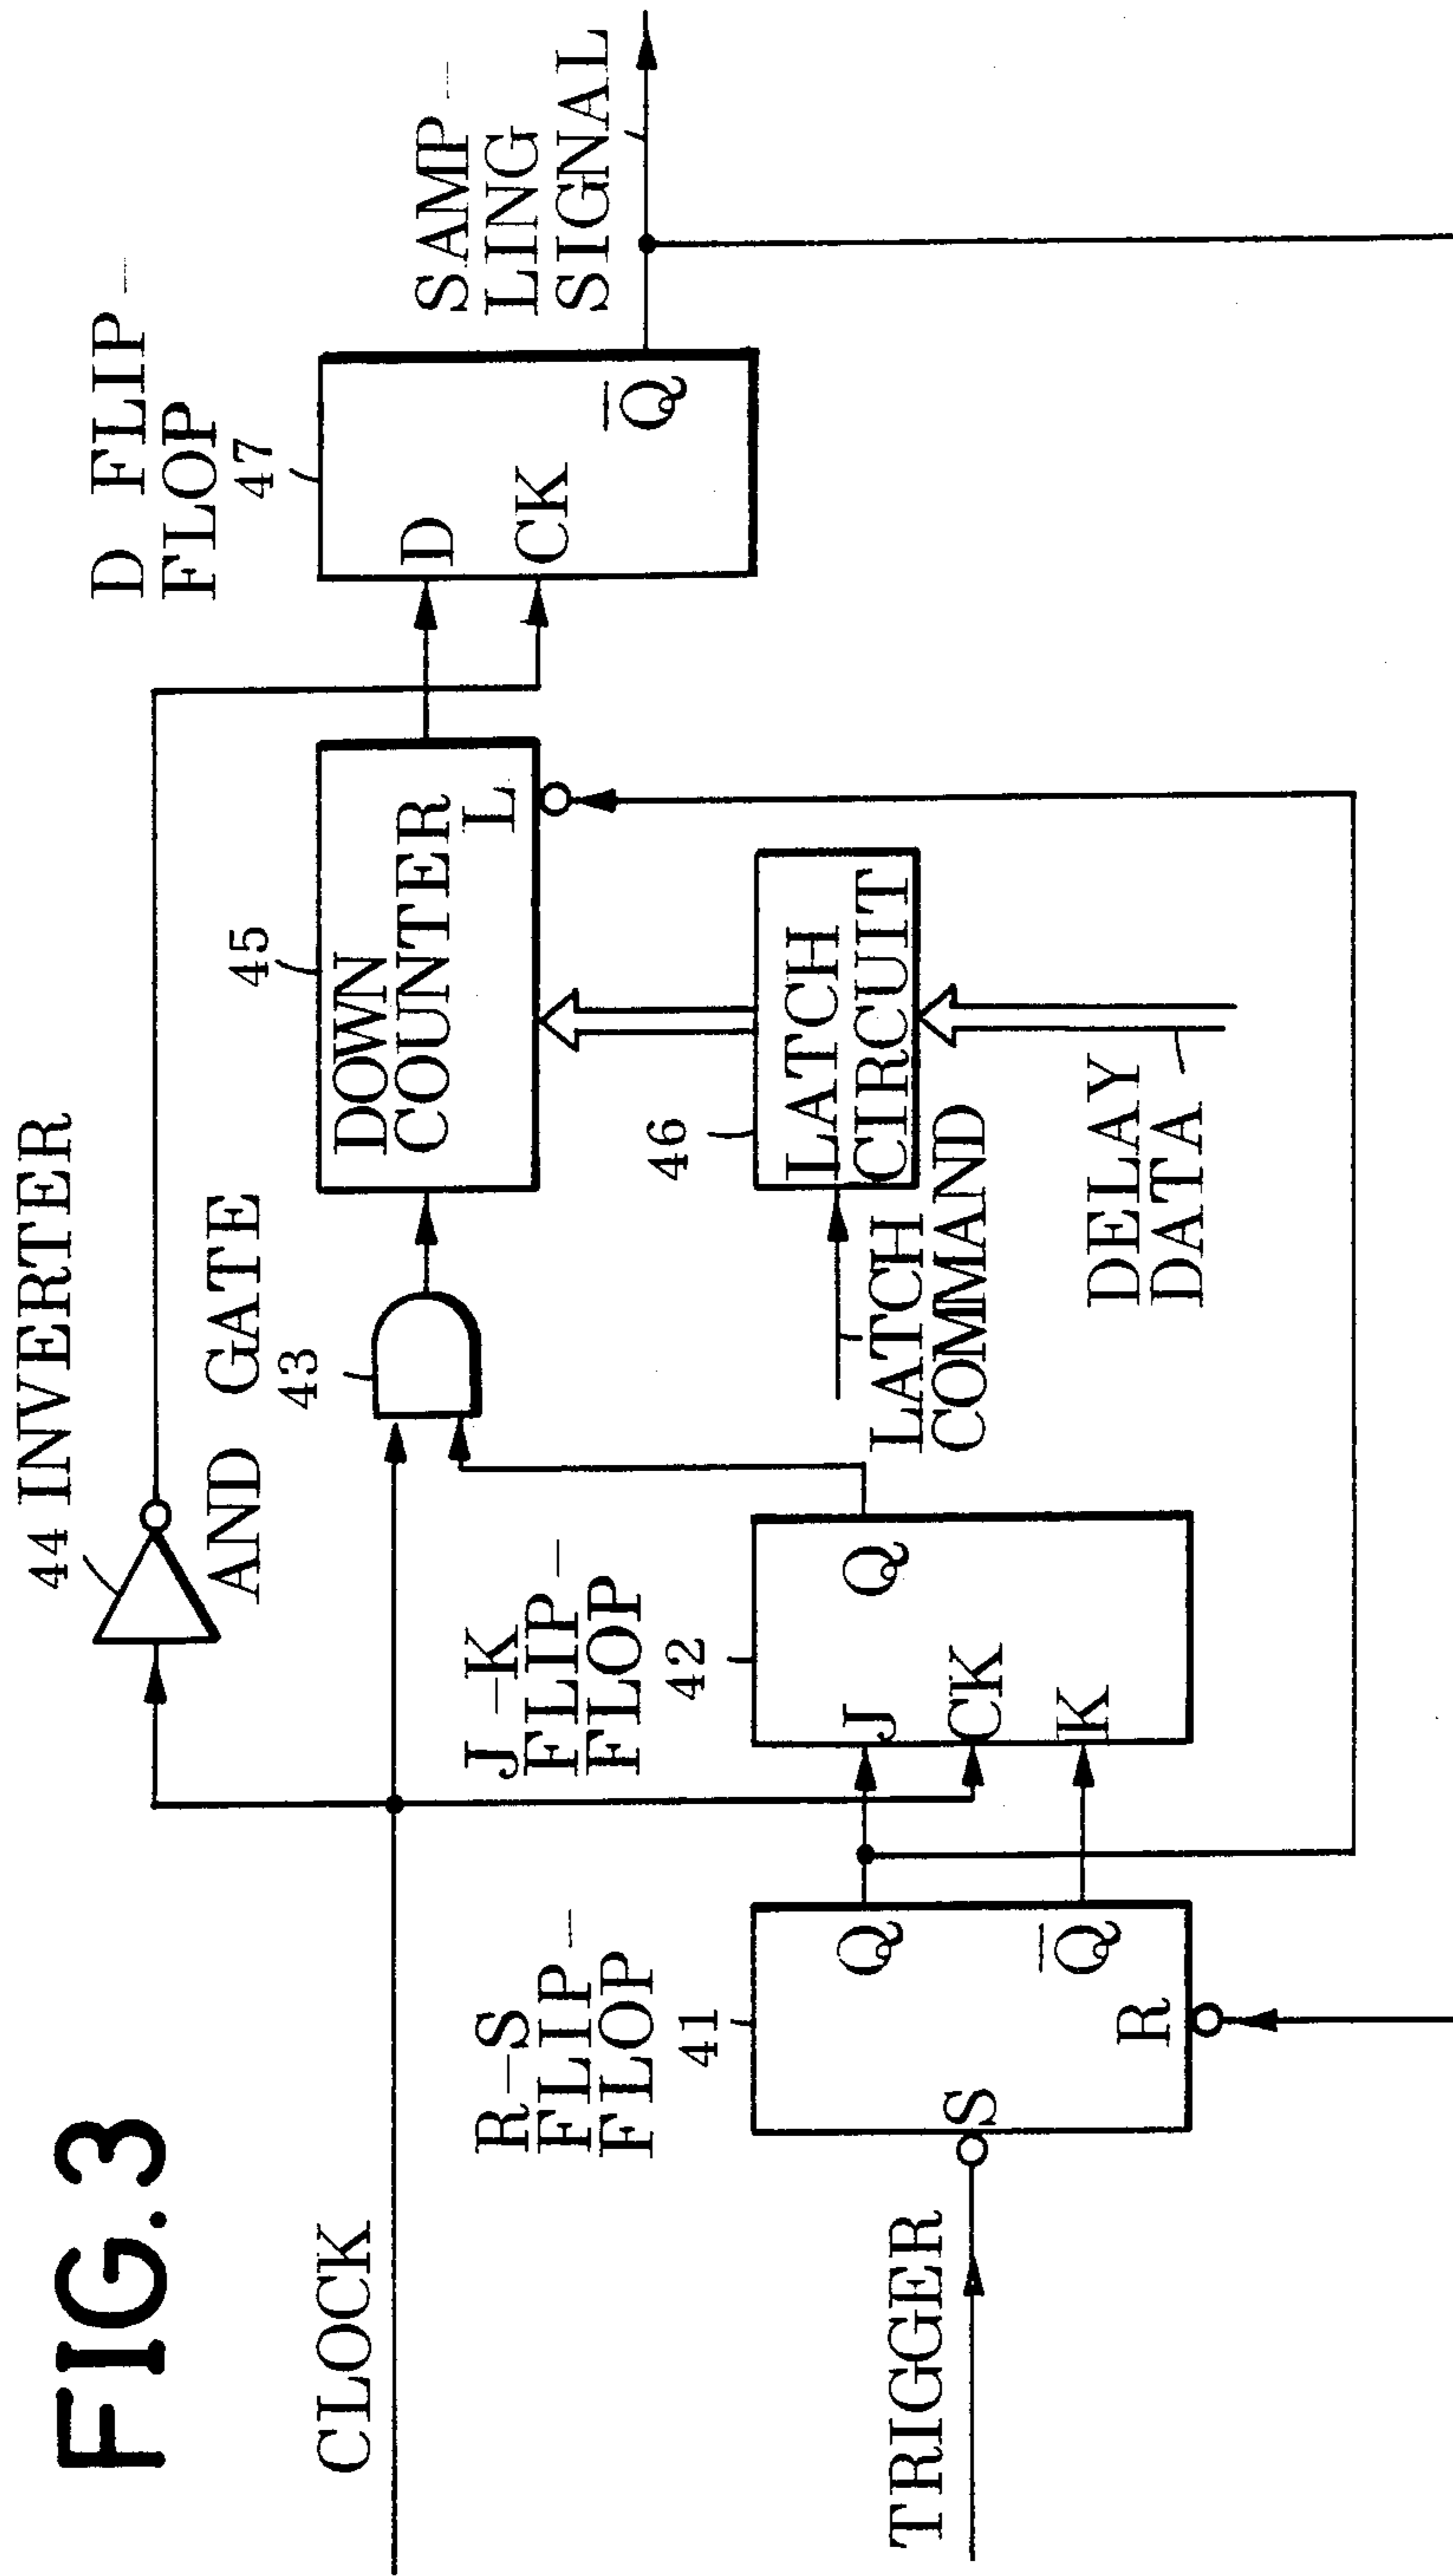 FIG.3
CLOCK
TRIGGER
44 INVERTER
AND GATE
43
R-S
FLIP-
FLOP
41
S
R
Q
Q̅
J-K
FLIP-
FLOP
42
J
CK
K
Q
45
DOWN
COUNTER
L
46
LATCH
CIRCUIT
LATCH
COMMAND
DELAY
DATA
D FLIP-
FLOP
47
D
CK
Q̅
SAMP-
LING
SIGNAL